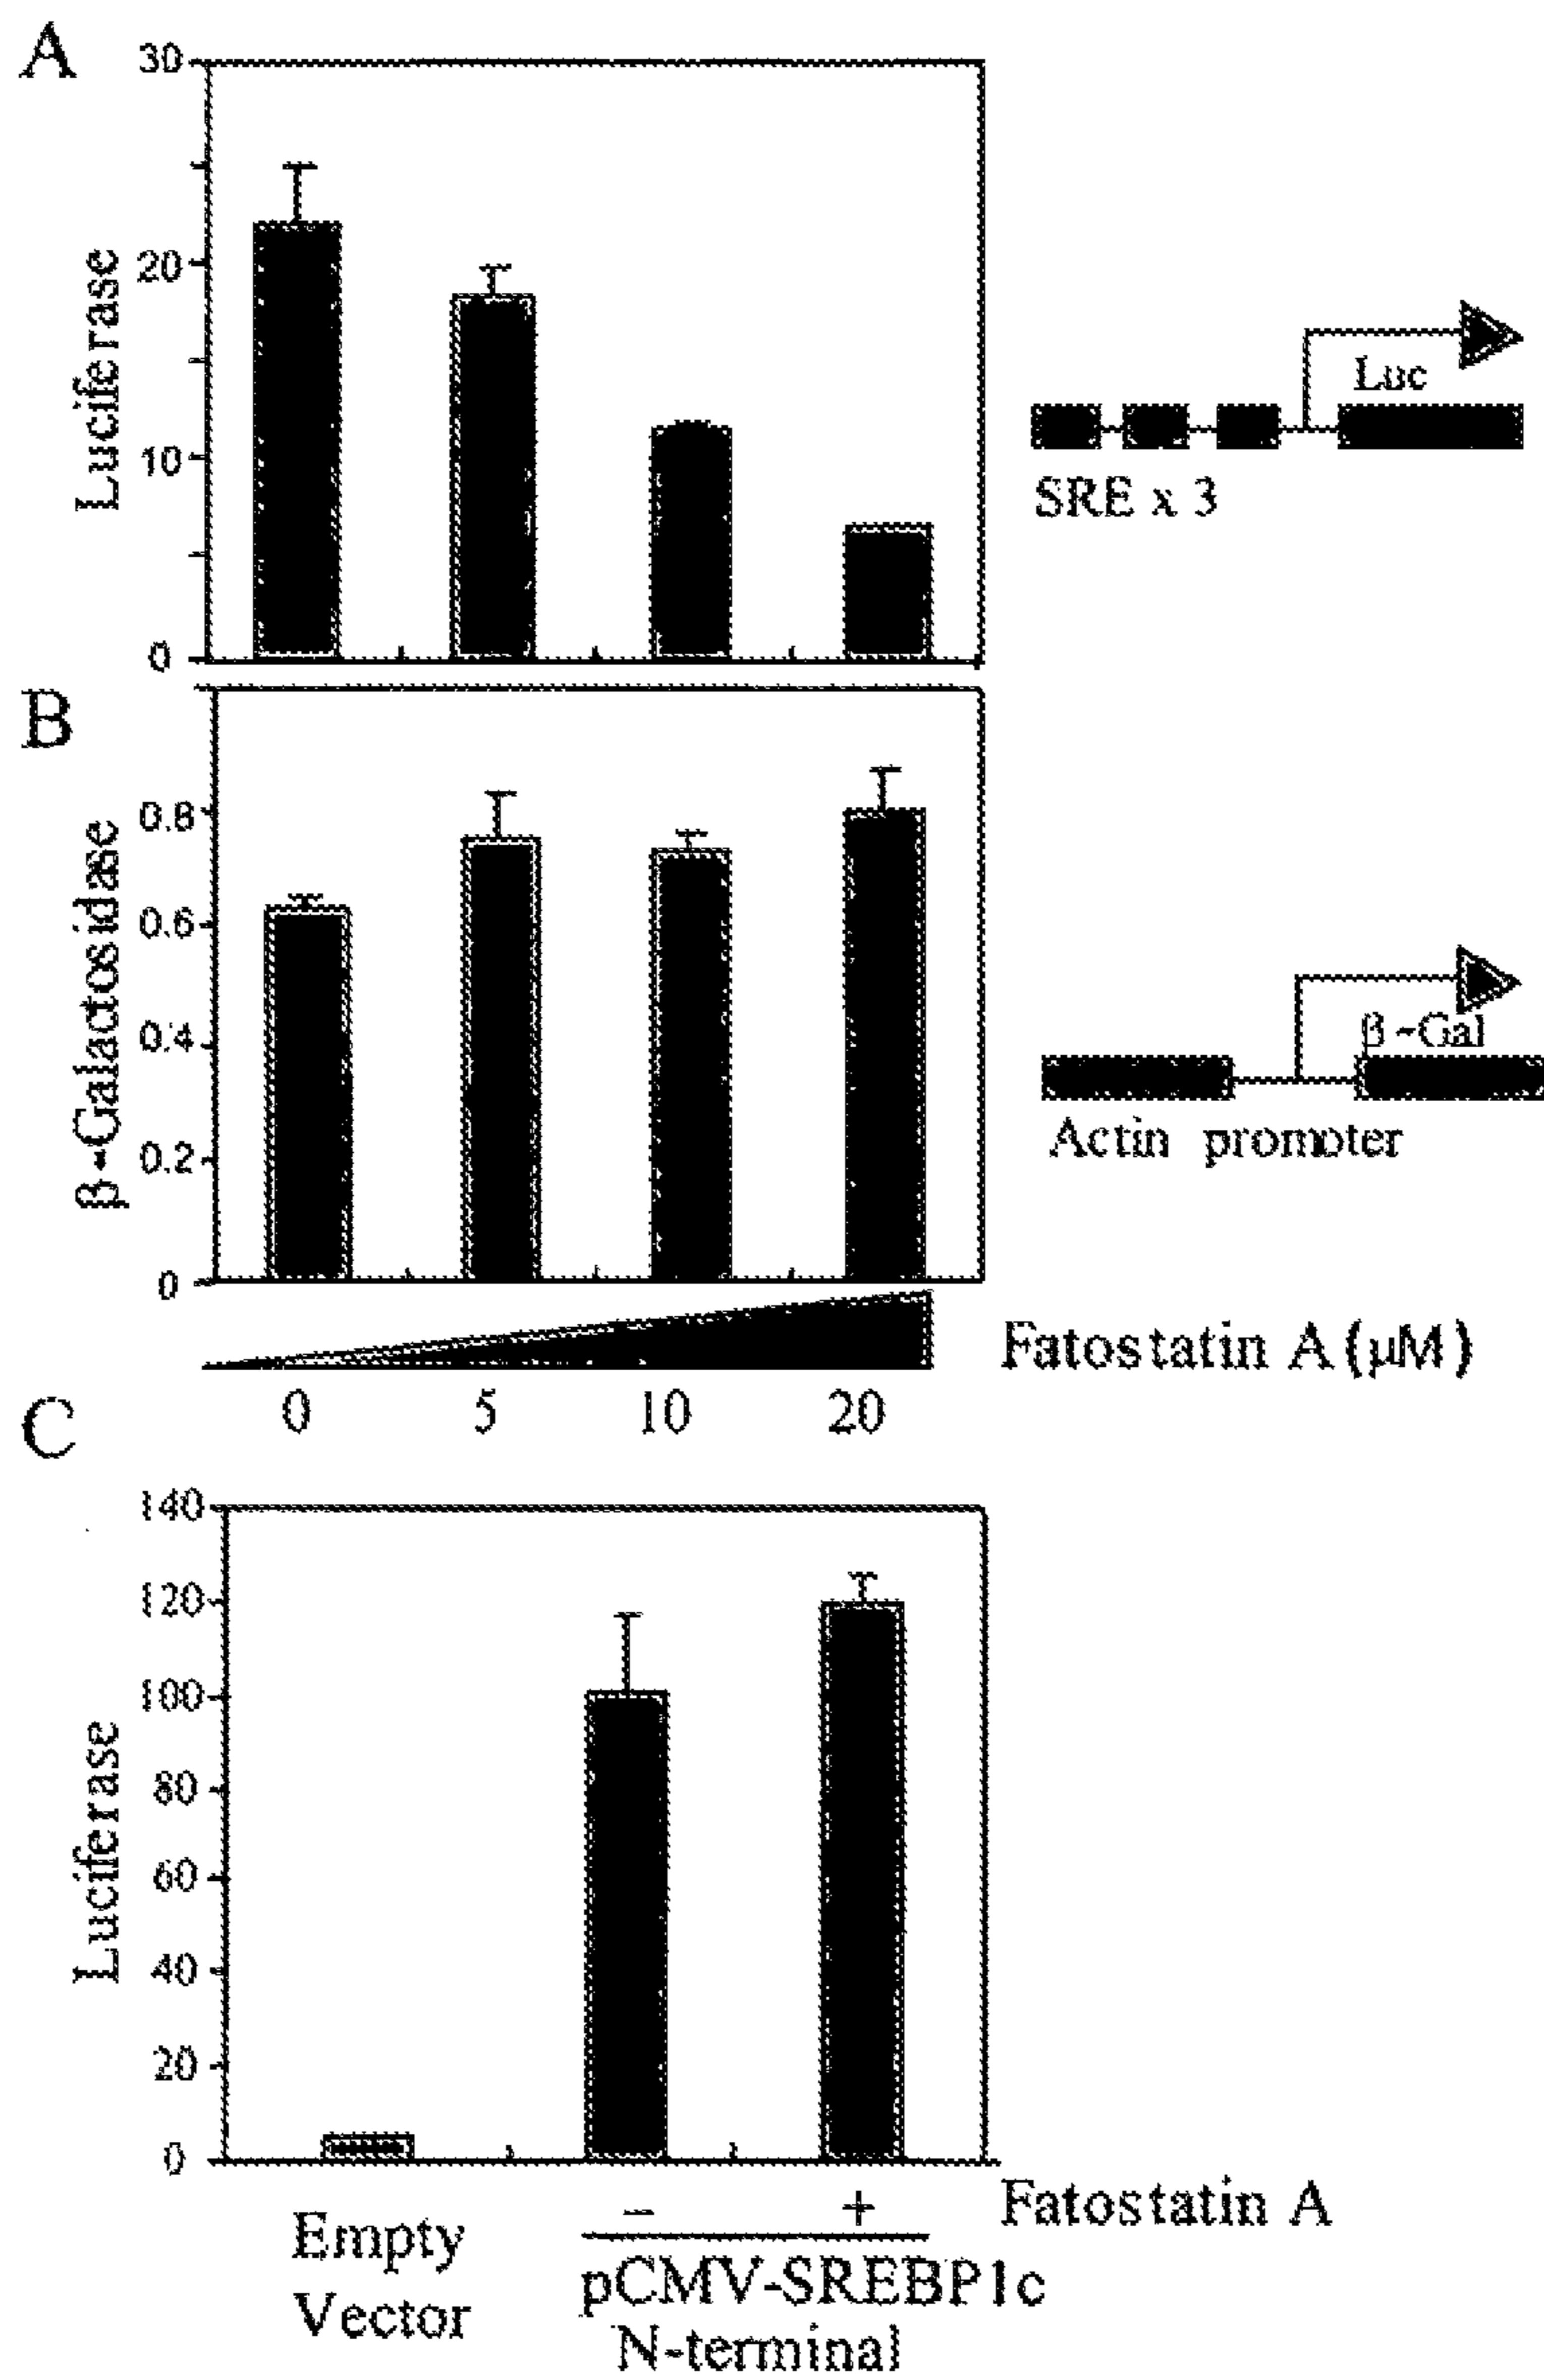 A
30
20
10
0
Luciferase
Luc
SRE x 3
B
0.8
0.6
0.4
0.2
0
β-Galactosidase
β-Gal
Actin promoter
Fatostatin A (μM)
0 5 10 20
C
140
120
100
80
60
40
20
0
Luciferase
- + Fatostatin A
Empty
Vector
pCMV-SREBP1c
N-terminal